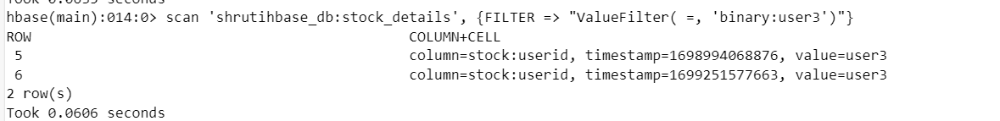 Took 0.0055 seconds
hbase(main):014:0> scan 'shrutihbase_db:stock_details', {FILTER => "ValueFilter( =, 'binary:user3')"}
ROW COLUMN+CELL
5 column=stock:userid, timestamp=1698994068876, value=user3
6 column=stock:userid, timestamp=1699251577663, value=user3
2 row(s)
Took 0.0606 seconds